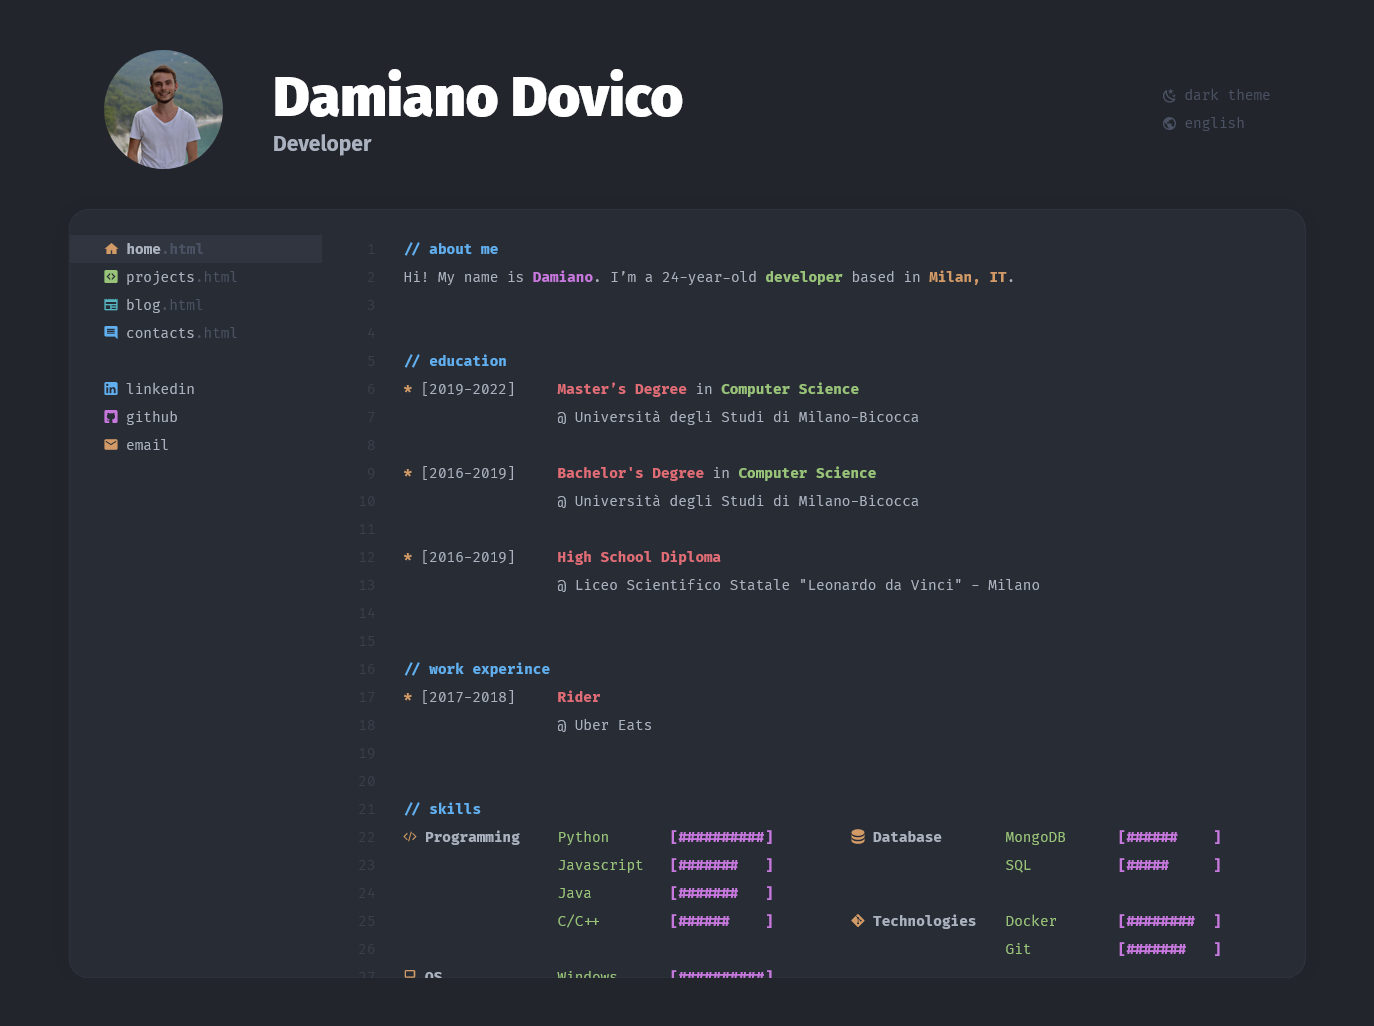 Damiano Dovico
Developer
dark theme
english
home.html
projects.html
blog.html
contacts.html
linkedin
github
email
1 // about me
2 Hi! My name is Damiano. I’m a 24-year-old developer based in Milan, IT.
3
4
5 // education
6 * [2019-2022] Master’s Degree in Computer Science
7 @ Università degli Studi di Milano-Bicocca
8
9 * [2016-2019] Bachelor's Degree in Computer Science
10 @ Università degli Studi di Milano-Bicocca
11
12 * [2016-2019] High School Diploma
13 @ Liceo Scientifico Statale "Leonardo da Vinci" - Milano
14
15
16 // work experince
17 * [2017-2018] Rider
18 @ Uber Eats
19
20
21 // skills
22 Programming Python [##########] Database MongoDB [###### ]
23 Javascript [####### ] SQL [##### ]
24 Java [####### ]
25 C/C++ [###### ] Technologies Docker [######## ]
26 Git [####### ]
27 OS Windows [##########]